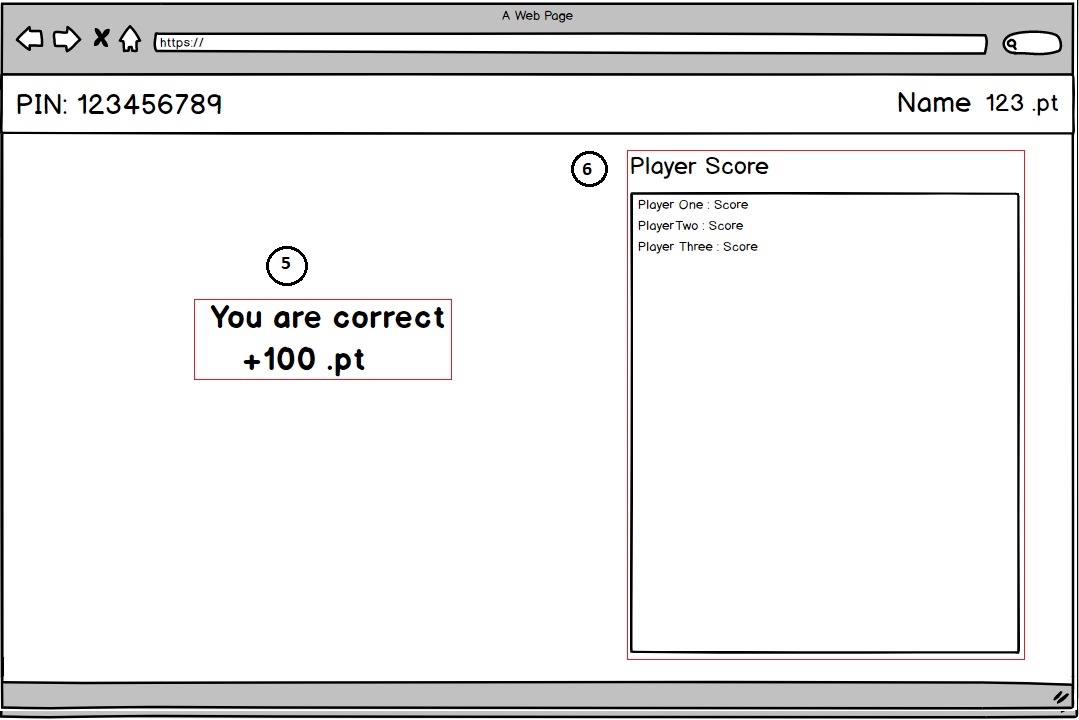 A Web Page
https://
PIN: 123456789
Name 123 .pt
6
Player Score
Player One : Score
PlayerTwo : Score
Player Three : Score
5
You are correct
+100 .pt